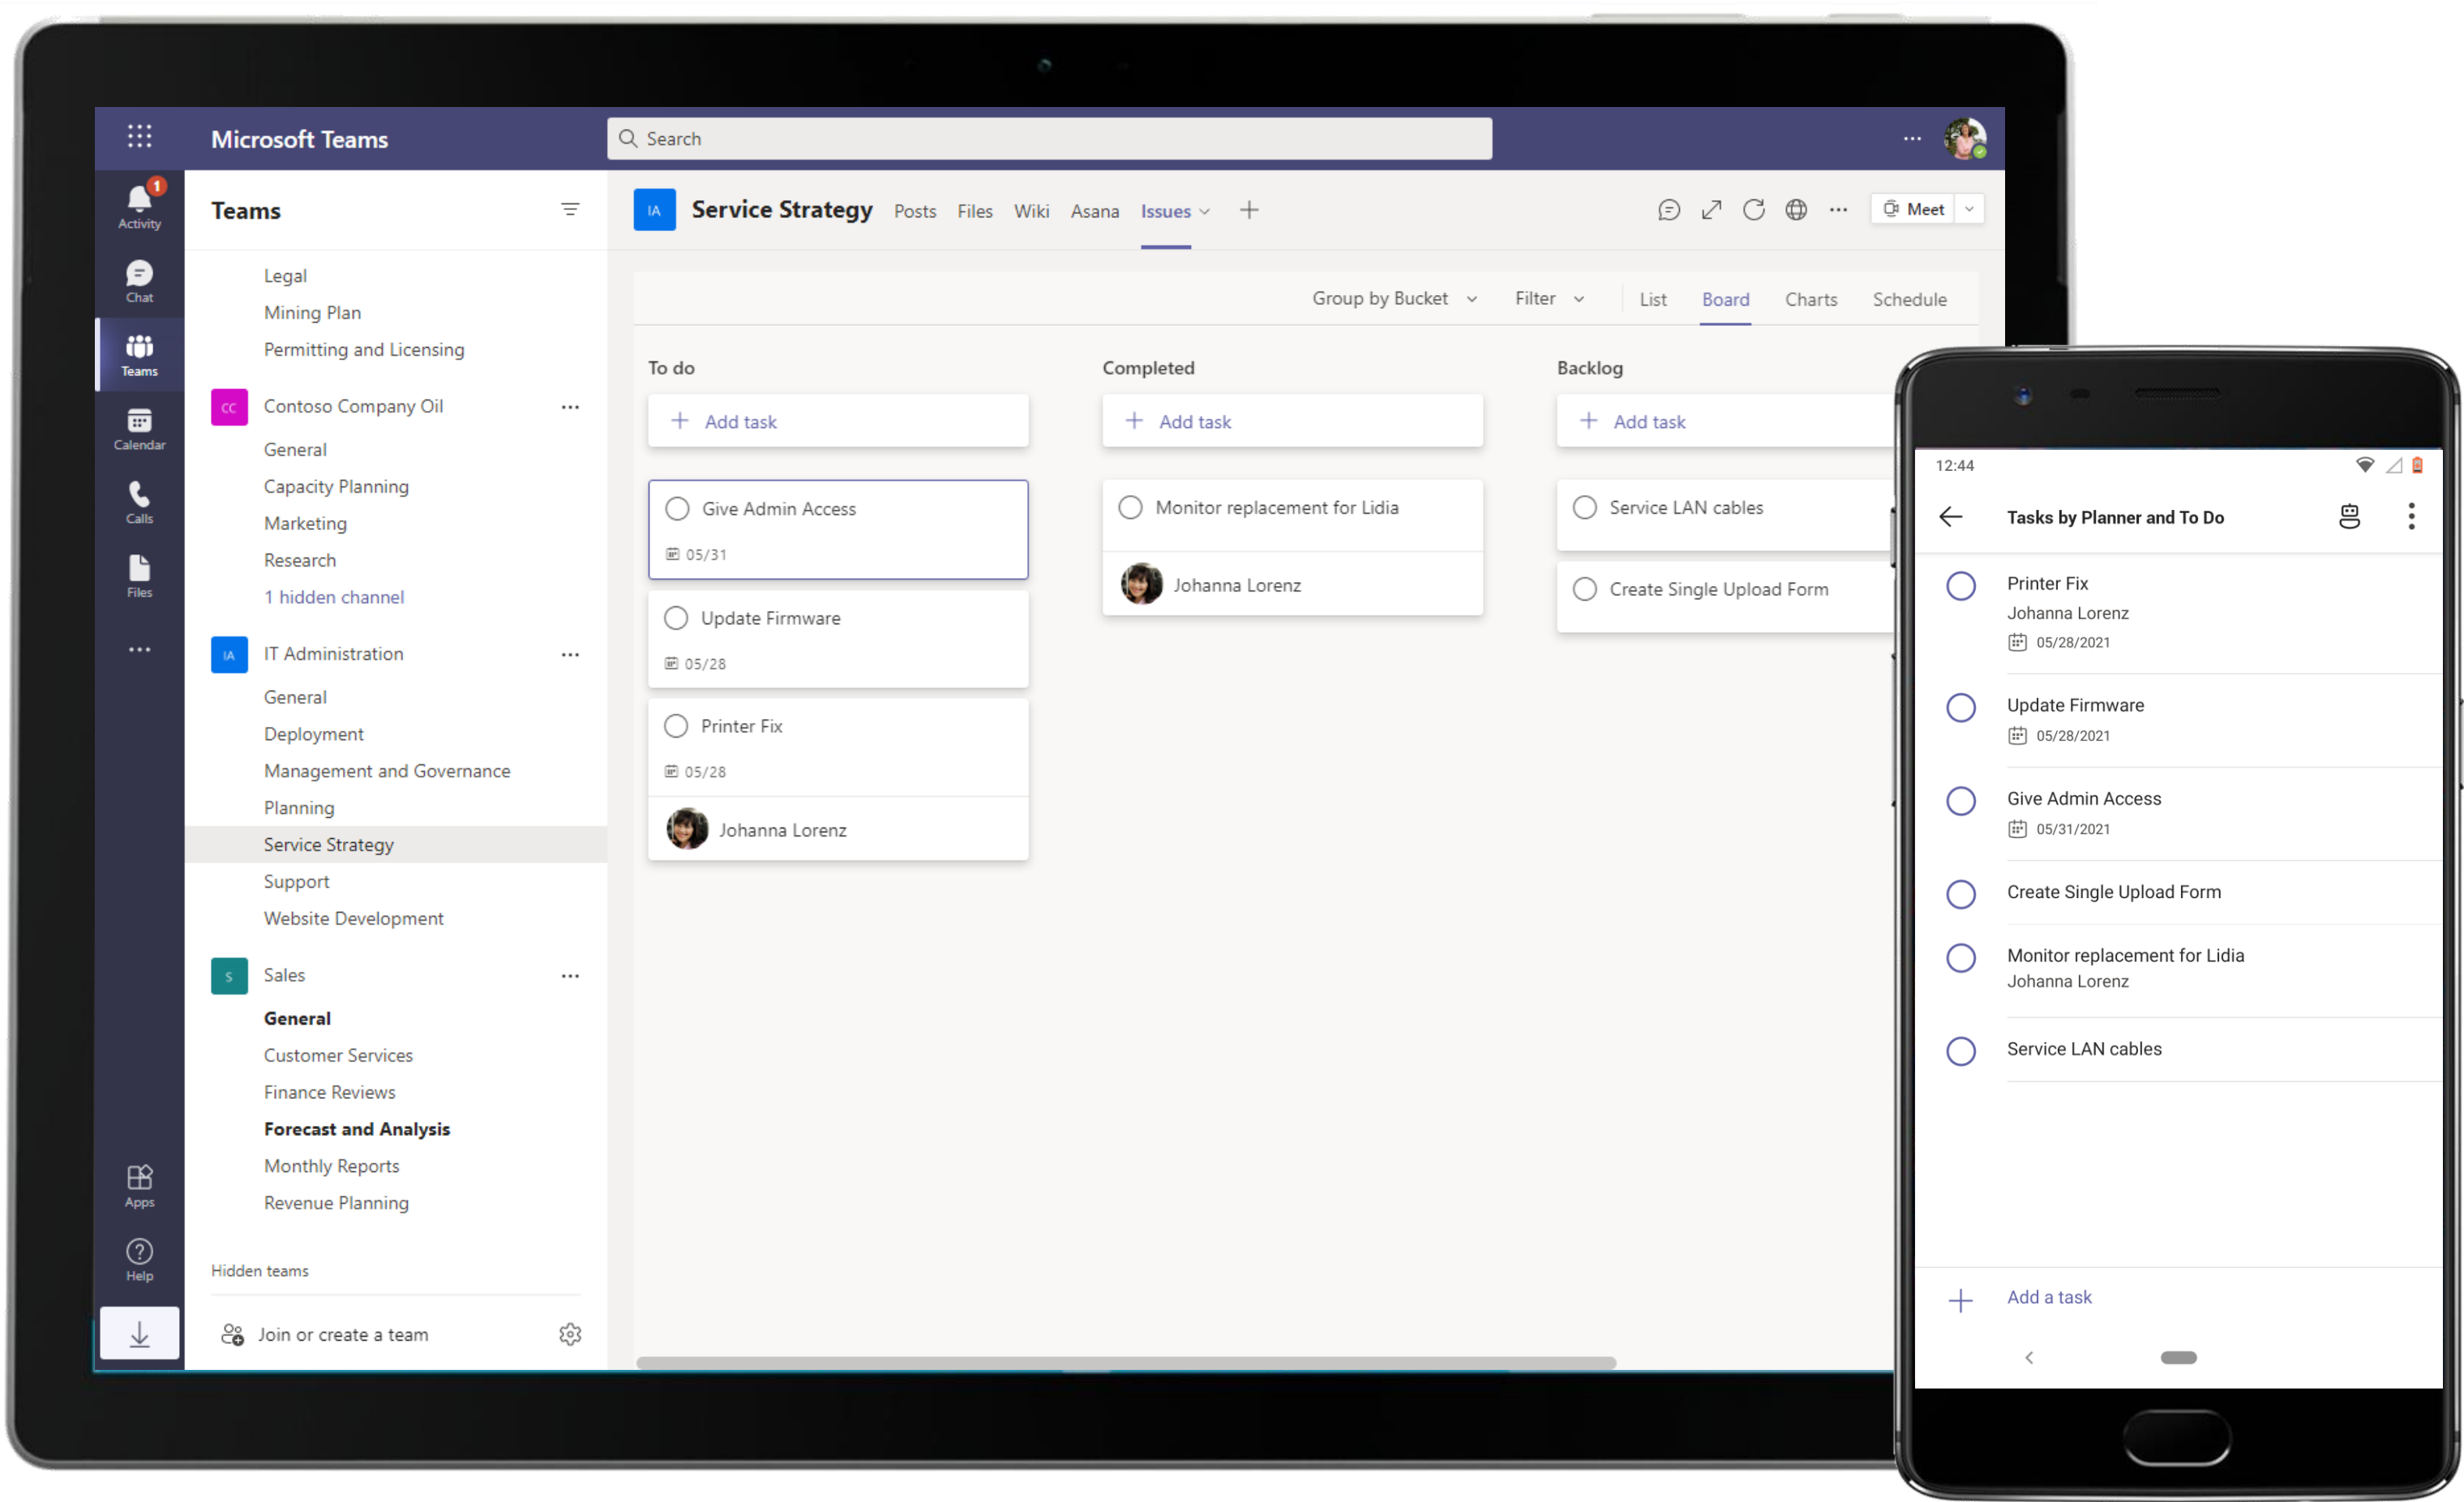 Microsoft Teams
Search
1
Activity
Chat
Teams
Calendar
Calls
Files
Apps
Help
Teams
Legal
Mining Plan
Permitting and Licensing
CC Contoso Company Oil
General
Capacity Planning
Marketing
Research
1 hidden channel
IA IT Administration
General
Deployment
Management and Governance
Planning
Service Strategy
Support
Website Development
S Sales
General
Customer Services
Finance Reviews
Forecast and Analysis
Monthly Reports
Revenue Planning
Hidden teams
Join or create a team
IA Service Strategy Posts Files Wiki Asana Issues Meet
Group by Bucket Filter List Board Charts Schedule
To do
Add task
Give Admin Access
05/31
Update Firmware
05/28
Printer Fix
05/28
Johanna Lorenz
Completed
Add task
Monitor replacement for Lidia
Johanna Lorenz
Backlog
Add task
Service LAN cables
Create Single Upload Form
12:44
Tasks by Planner and To Do
Printer Fix
Johanna Lorenz
05/28/2021
Update Firmware
05/28/2021
Give Admin Access
05/31/2021
Create Single Upload Form
Monitor replacement for Lidia
Johanna Lorenz
Service LAN cables
Add a task